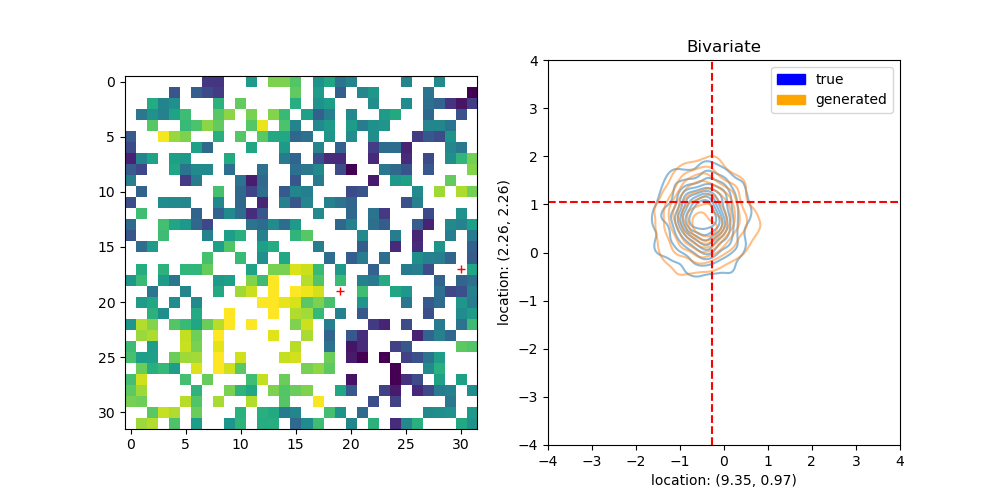 Bivariate
0
5
10
15
20
25
30
0 5 10 15 20 25 30
4
3
2
1
0
−1
−2
−3
−4
−4 −3 −2 −1 0 1 2 3 4
true
generated
location: (2.26, 2.26)
location: (9.35, 0.97)